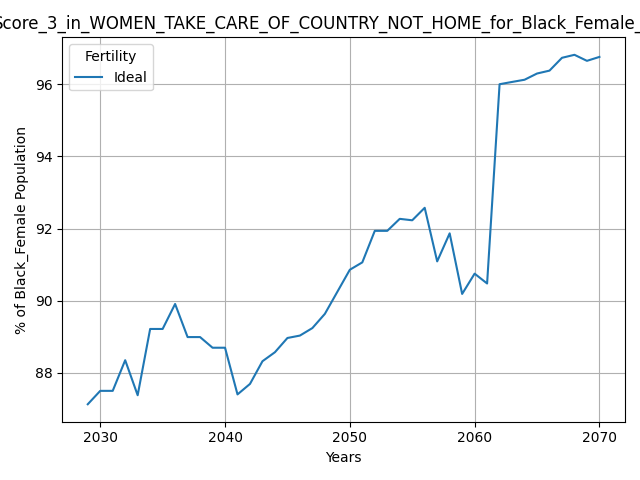 Score_3_in_WOMEN_TAKE_CARE_OF_COUNTRY_NOT_HOME_for_Black_Female_
Fertility
Ideal
96
94
92
90
88
% of Black_Female Population
2030 2040 2050 2060 2070
Years